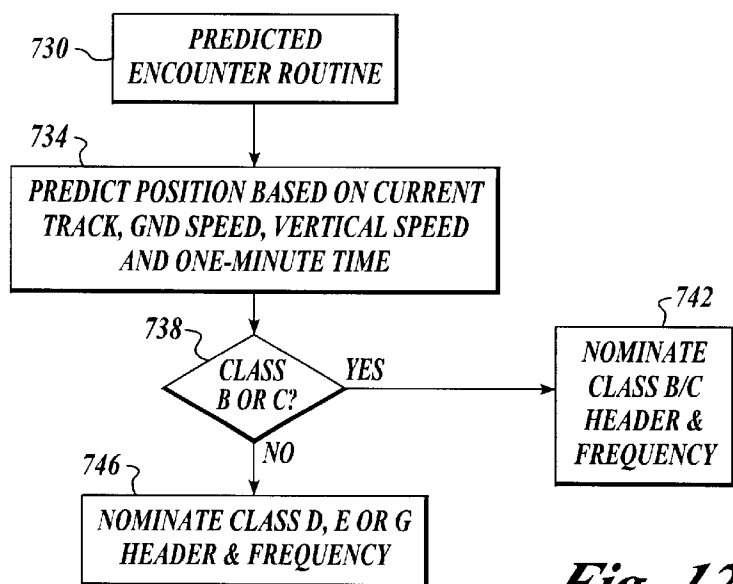 730
PREDICTED
ENCOUNTER ROUTINE
734
PREDICT POSITION BASED ON CURRENT
TRACK, GND SPEED, VERTICAL SPEED
AND ONE-MINUTE TIME
738
CLASS
B OR C?
YES
742
NOMINATE
CLASS B/C
HEADER &
FREQUENCY
NO
746
NOMINATE CLASS D, E OR G
HEADER & FREQUENCY